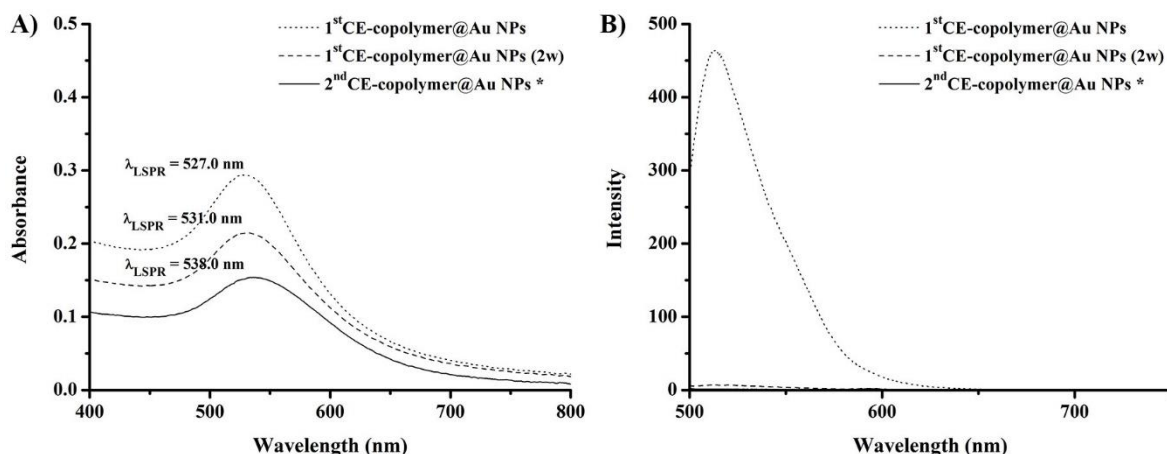 A)
0.5
0.4
0.3
0.2
0.1
0.0
Absorbance
1stCE-copolymer@Au NPs
1stCE-copolymer@Au NPs (2w)
2ndCE-copolymer@Au NPs *
λLSPR = 527.0 nm
λLSPR = 531.0 nm
λLSPR = 538.0 nm
400 500 600 700 800
Wavelength (nm)
B)
500
400
300
200
100
0
Intensity
1stCE-copolymer@Au NPs
1stCE-copolymer@Au NPs (2w)
2ndCE-copolymer@Au NPs *
500 600 700
Wavelength (nm)